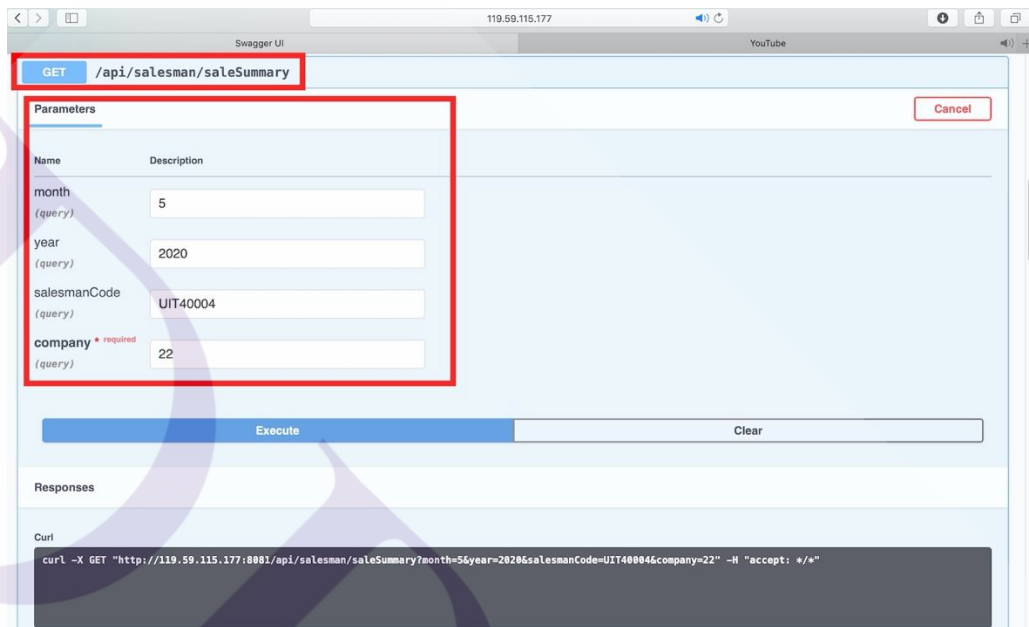 119.59.115.177
Swagger UI
YouTube
GET /api/salesman/saleSummary
Parameters
Cancel
Name Description
month
(query)
5
year
(query)
2020
salesmanCode
(query)
UIT40004
company * required
(query)
22
Execute
Clear
Responses
Curl
curl -X GET "http://119.59.115.177:8081/api/salesman/saleSummary?month=5&year=2020&salesmanCode=UIT40004&company=22" -H "accept: */*"